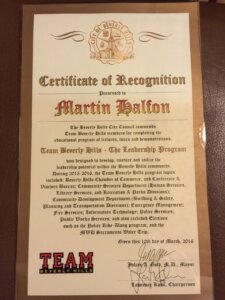 Certificate of Recognition
Presented to
Martin Halfon
The Beverly Hills City Council commends
Team Beverly Hills members for completing the
educational program of lectures, tours and demonstrations.
Team Beverly Hills - The Leadership Program
was designed to develop, nurture and utilize the
leadership potential within the Beverly Hills community.
During 2015-2016, the Team Beverly Hills program topics
included: Beverly Hills Chamber of Commerce, and Conference &
Visitors Bureau; Community Services Department (Human Services,
Library Services, and Recreation & Parks Divisions);
Community Development Department (Building & Safety,
Planning and Transportation Divisions); Emergency Management;
Fire Services; Information Technology; Police Services;
Public Works Services; and also included Electives
such as the Police Ride-Along program, and the
MWD Sacramento Water Trip.
Given this 10th day of March, 2016
Julian A. Gold, M.D., Mayor
TEAM
BEVERLY HILLS